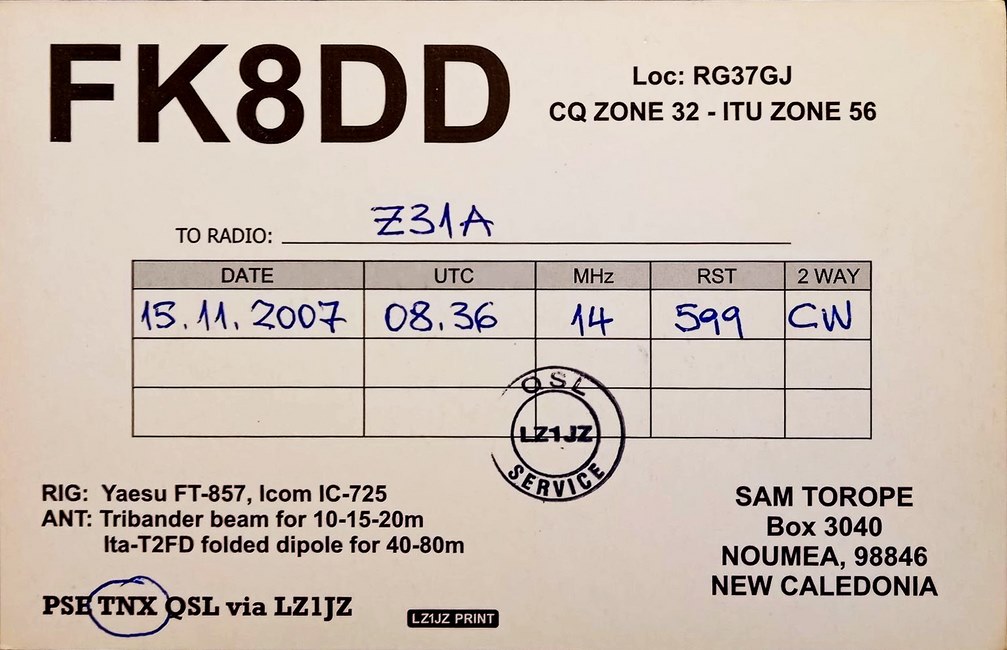 FK8DD
Loc: RG37GJ
CQ ZONE 32 - ITU ZONE 56
TO RADIO: Z31A
DATE UTC MHz RST 2 WAY
15.11.2007 08.36 14 599 CW
QSL
LZ1JZ
SERVICE
RIG: Yaesu FT-857, Icom IC-725
ANT: Tribander beam for 10-15-20m
Ita-T2FD folded dipole for 40-80m
PSE TNX QSL via LZ1JZ
LZ1JZ PRINT
SAM TOROPE
Box 3040
NOUMEA, 98846
NEW CALEDONIA